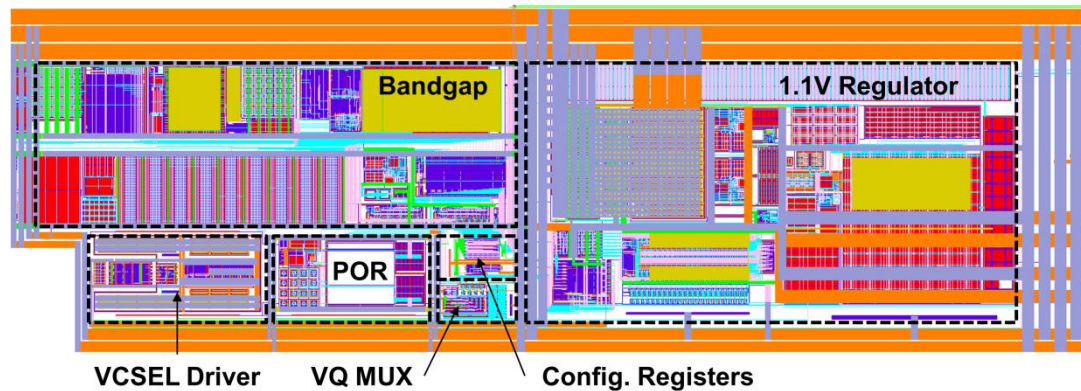 Bandgap
1.1V Regulator
POR
VCSEL Driver
VQ MUX
Config. Registers